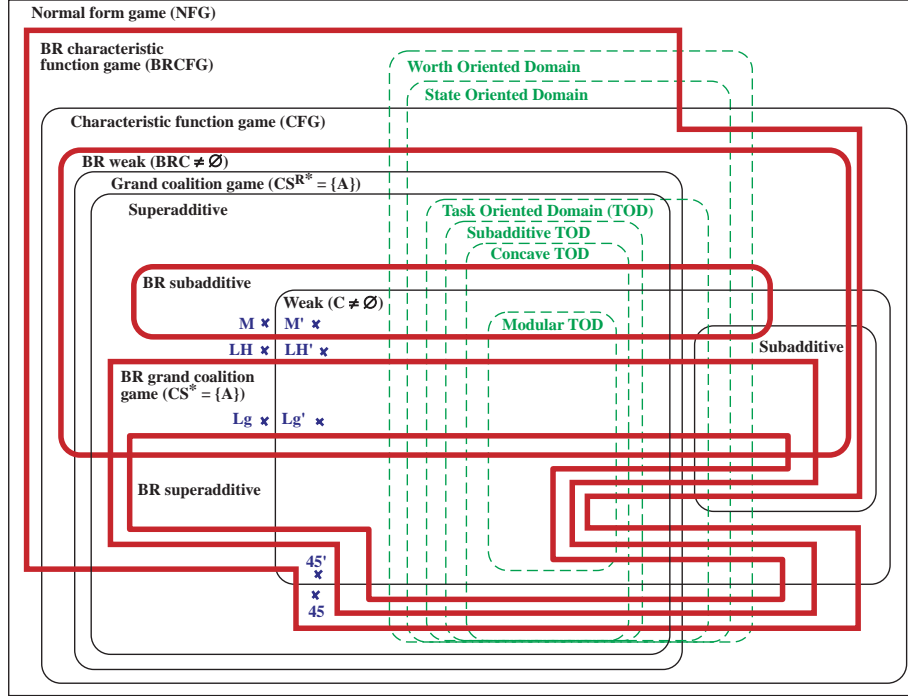 Normal form game (NFG)
BR characteristic
function game (BRCFG)
Worth Oriented Domain
State Oriented Domain
Characteristic function game (CFG)
BR weak (BRC ≠ Ø)
Grand coalition game (CS^R* = {A})
Superadditive
Task Oriented Domain (TOD)
Subadditive TOD
Concave TOD
BR subadditive
Weak (C ≠ Ø)
M × M' ×
Modular TOD
LH × LH' ×
Subadditive
BR grand coalition
game (CS* = {A})
Lg × Lg' ×
BR superadditive
45'
×
×
45